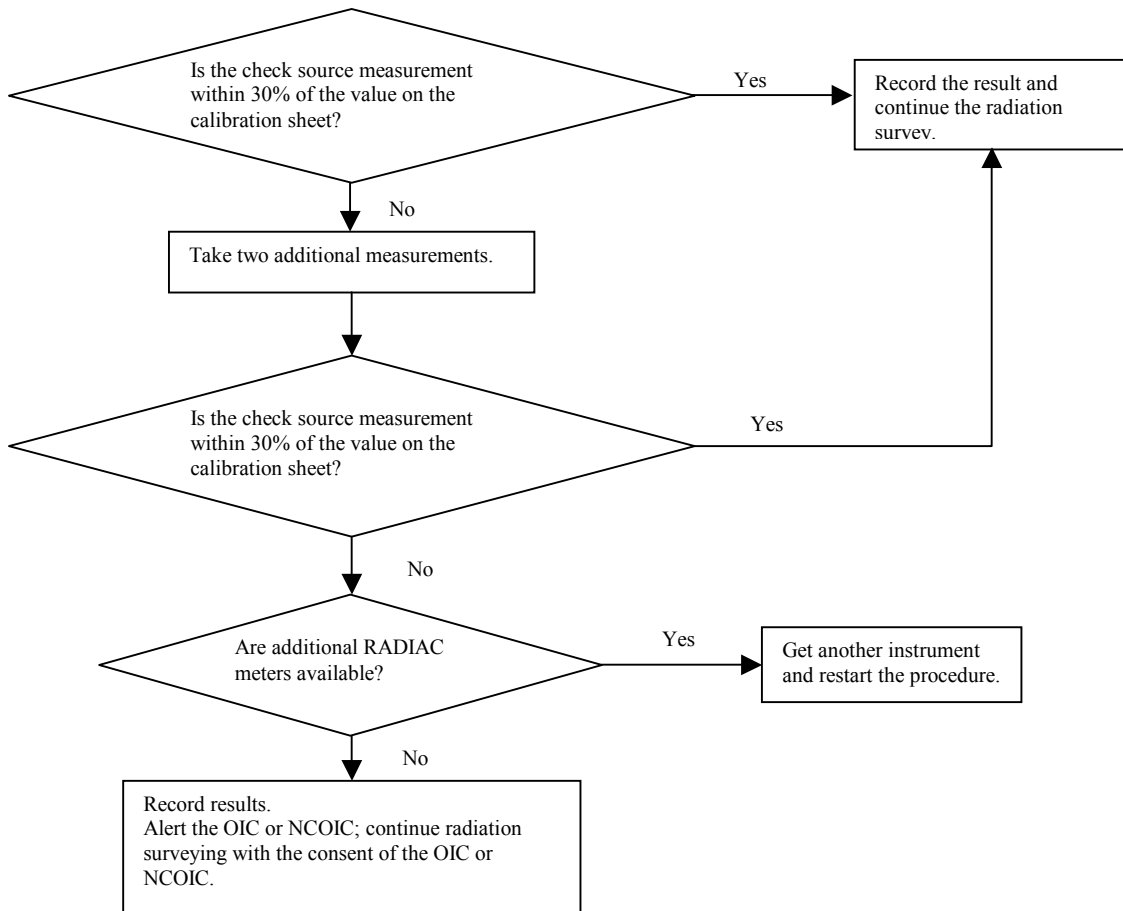 Is the check source measurement
within 30% of the value on the
calibration sheet?
Yes
Record the result and
continue the radiation
survev.
No
Take two additional measurements.
Is the check source measurement
within 30% of the value on the
calibration sheet?
Yes
No
Are additional RADIAC
meters available?
Yes
Get another instrument
and restart the procedure.
No
Record results.
Alert the OIC or NCOIC; continue radiation
surveying with the consent of the OIC or
NCOIC.